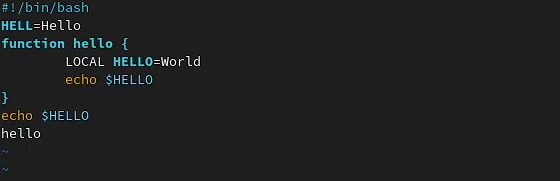 #!/bin/bash
HELL=Hello
function hello {
        LOCAL HELLO=World
        echo $HELLO
}
echo $HELLO
hello
~
~